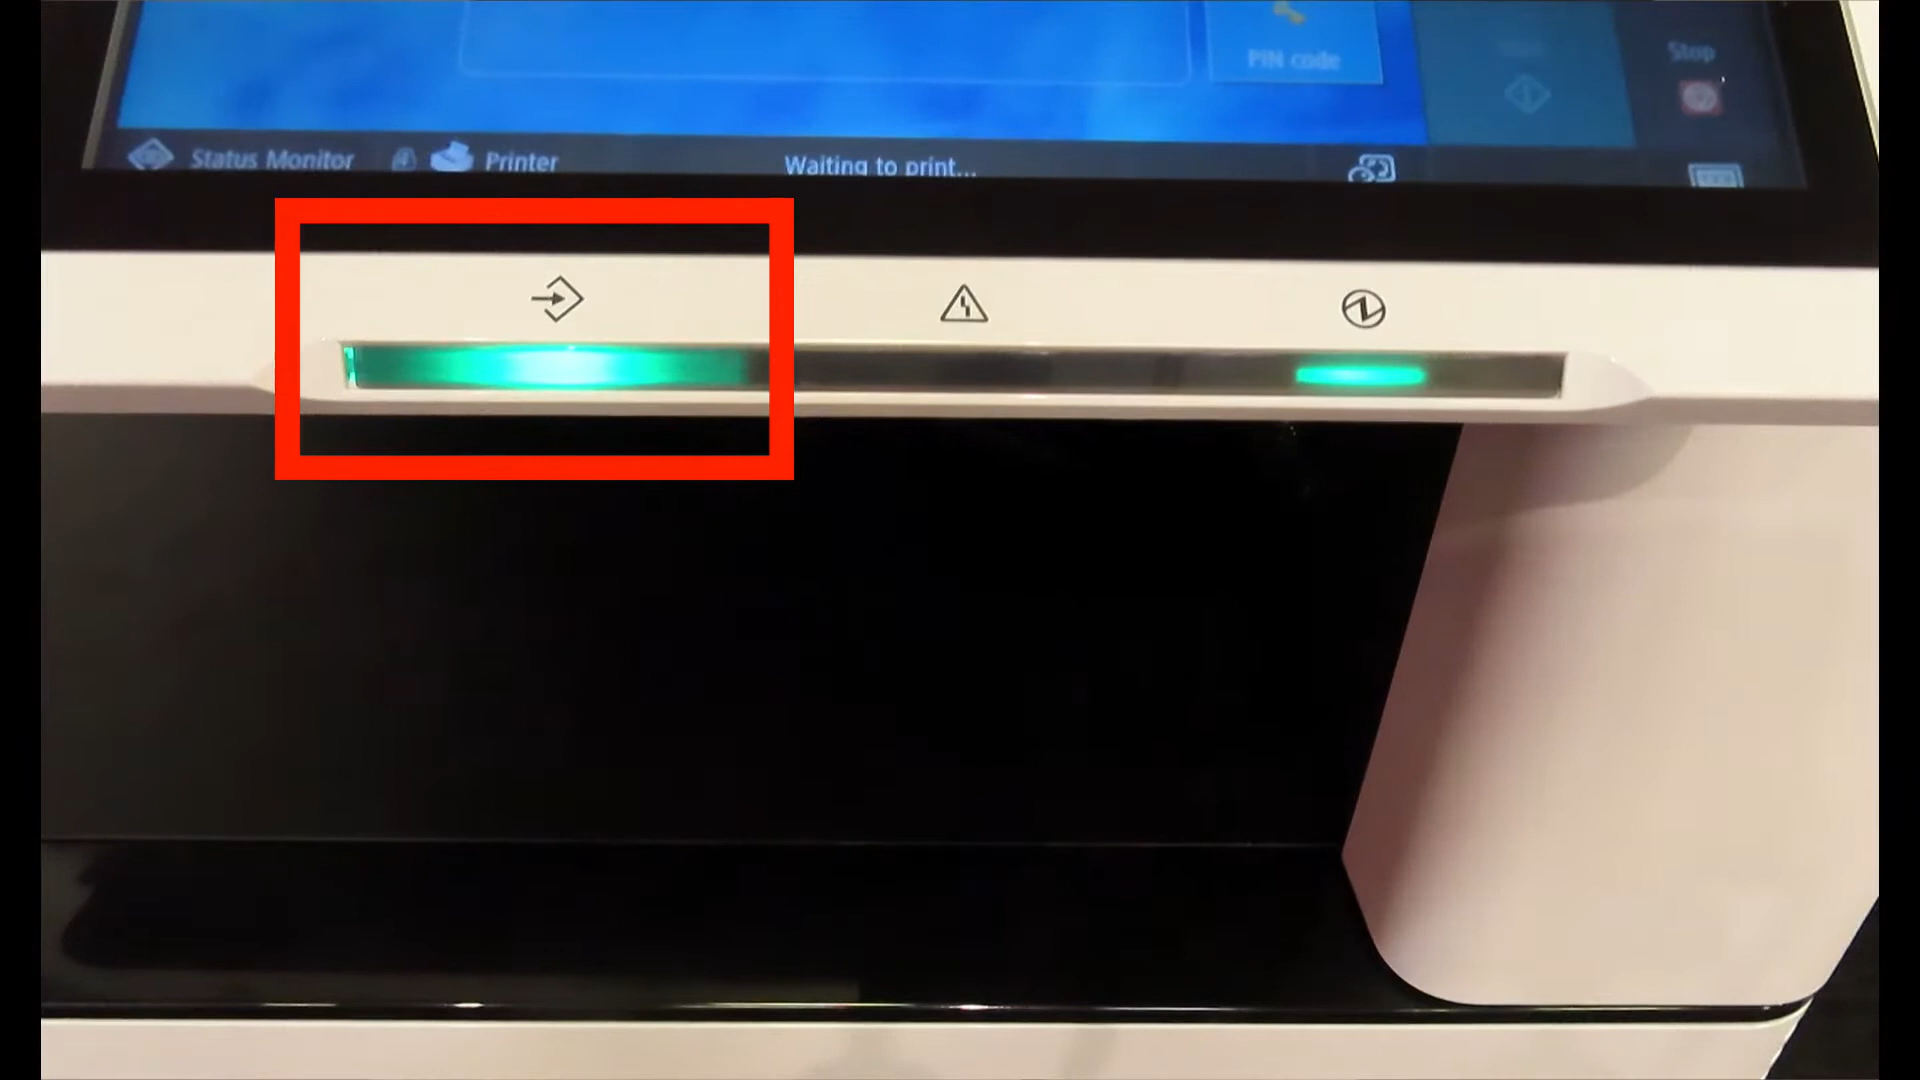 PIN code
Stop
Status Monitor
Printer
Waiting to print...